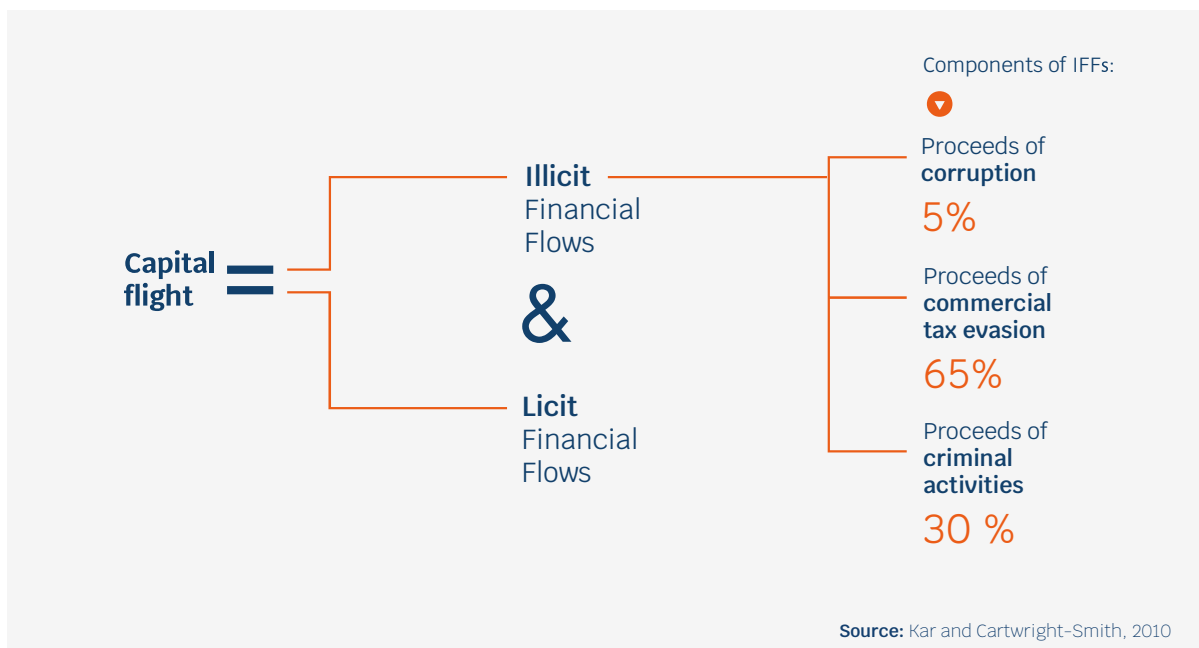 Capital
flight
=
Illicit
Financial
Flows
&
Licit
Financial
Flows
Components of IFFs:
Proceeds of
corruption
5%
Proceeds of
commercial
tax evasion
65%
Proceeds of
criminal
activities
30 %
Source: Kar and Cartwright-Smith, 2010